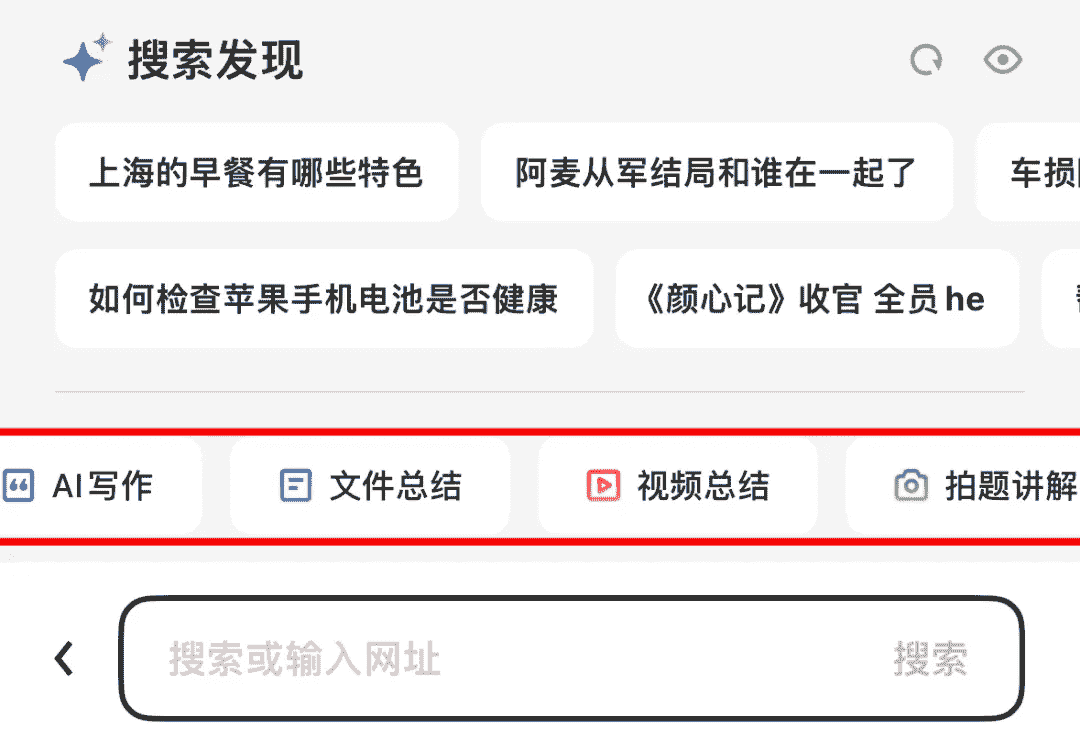 搜索发现
上海的早餐有哪些特色 阿麦从军结局和谁在一起了 车损
如何检查苹果手机电池是否健康 《颜心记》收官 全员he
AI写作 文件总结 视频总结 拍题讲解
搜索或输入网址 搜索